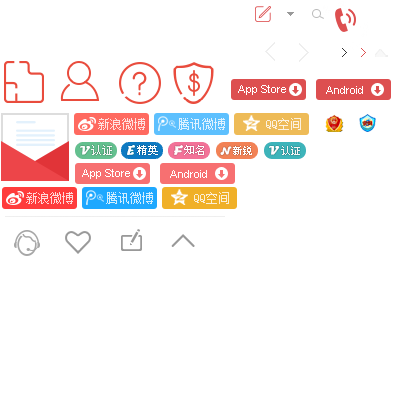 App Store
Android
新浪微博
腾讯微博
QQ空间
V认证
E精英
F知名
N新锐
V认证
App Store
Android
新浪微博
腾讯微博
QQ空间